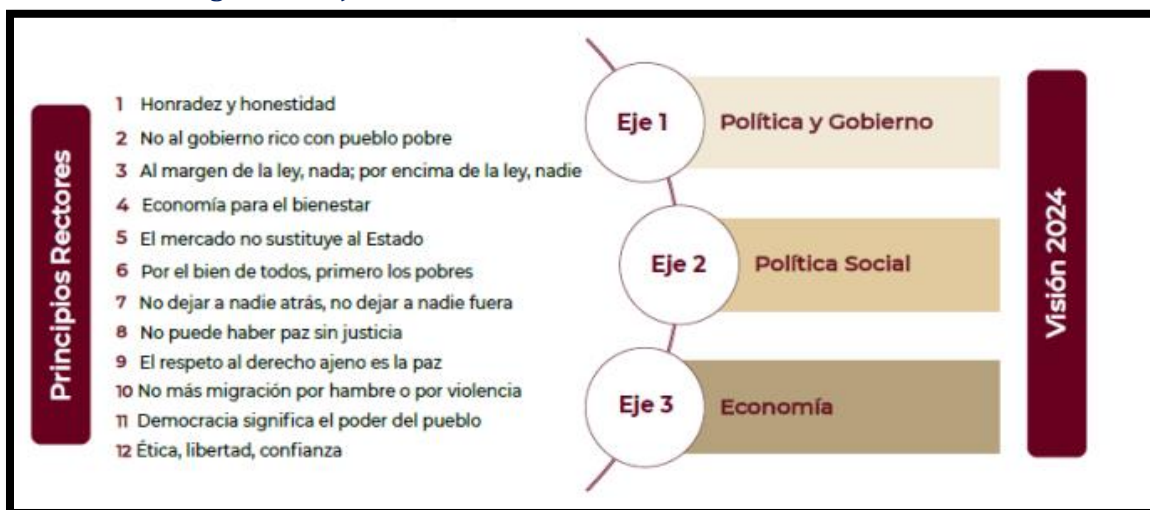 Principios Rectores
1 Honradez y honestidad
2 No al gobierno rico con pueblo pobre
3 Al margen de la ley, nada; por encima de la ley, nadie
4 Economía para el bienestar
5 El mercado no sustituye al Estado
6 Por el bien de todos, primero los pobres
7 No dejar a nadie atrás, no dejar a nadie fuera
8 No puede haber paz sin justicia
9 El respeto al derecho ajeno es la paz
10 No más migración por hambre o por violencia
11 Democracia significa el poder del pueblo
12 Ética, libertad, confianza
Eje 1 Política y Gobierno
Eje 2 Política Social
Eje 3 Economía
Visión 2024